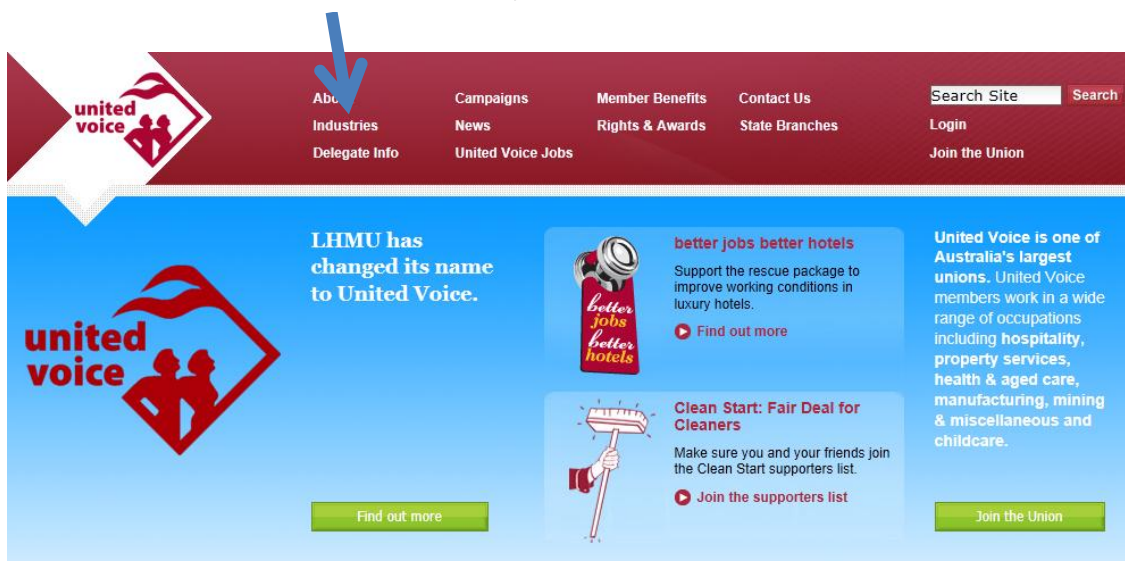 united
voice
Abo
Campaigns
Member Benefits
Contact Us
Search Site
Search
Industries
News
Rights & Awards
State Branches
Login
Delegate Info
United Voice Jobs
Join the Union
united
voice
LHMU has
changed its name
to United Voice.
Find out more
better
jobs
better
hotels
better jobs better hotels
Support the rescue package to
improve working conditions in
luxury hotels.
Find out more
Clean Start: Fair Deal for
Cleaners
Make sure you and your friends join
the Clean Start supporters list.
Join the supporters list
United Voice is one of
Australia's largest
unions. United Voice
members work in a wide
range of occupations
including hospitality,
property services,
health & aged care,
manufacturing, mining
& miscellaneous and
childcare.
Join the Union